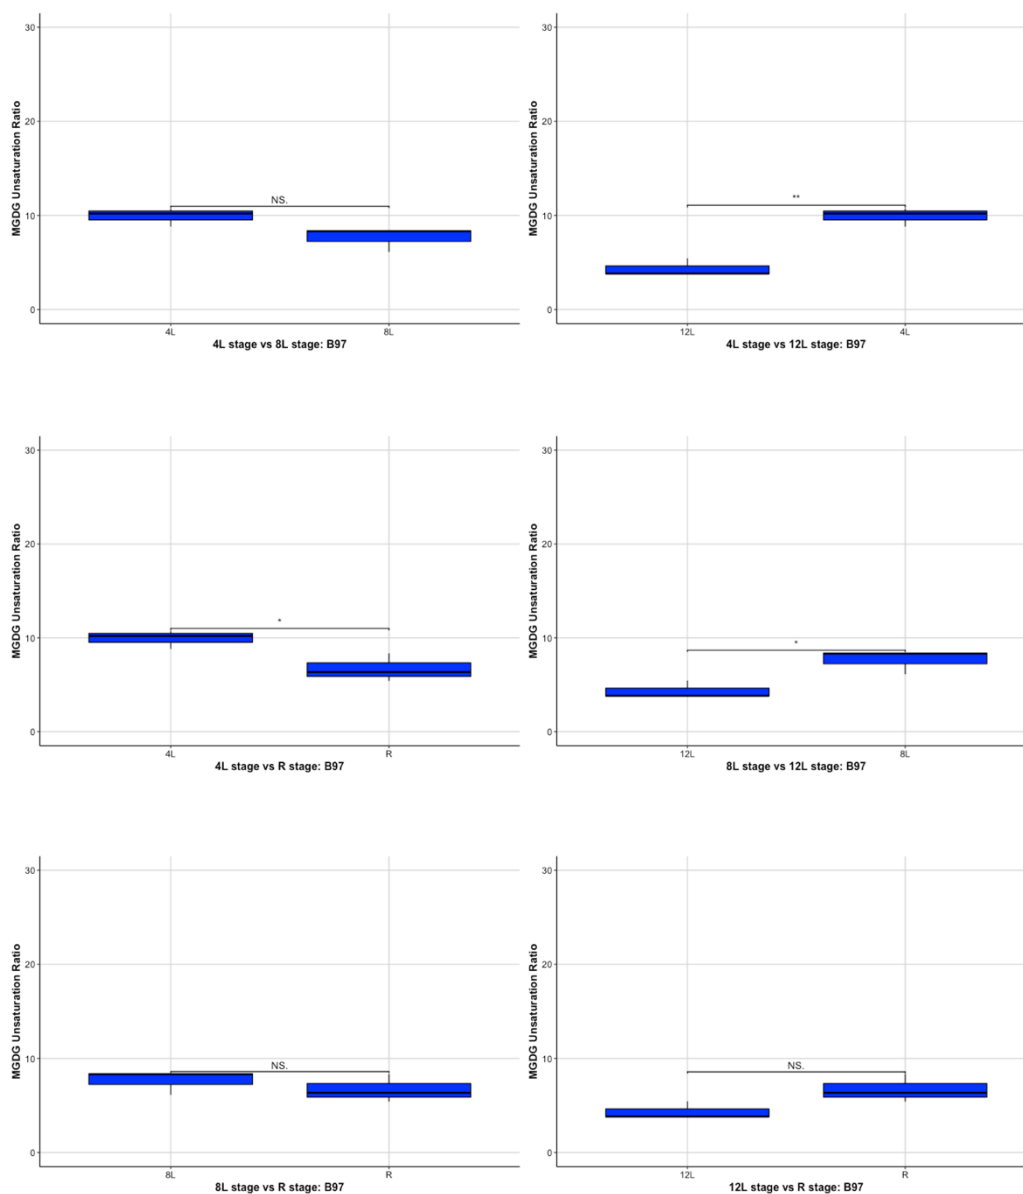 MGDG Unsaturation Ratio
30
20
10
0
NS.
4L
8L
4L stage vs 8L stage: B97
MGDG Unsaturation Ratio
30
20
10
0
**
12L
4L
4L stage vs 12L stage: B97
MGDG Unsaturation Ratio
30
20
10
0
*
4L
R
4L stage vs R stage: B97
MGDG Unsaturation Ratio
30
20
10
0
*
12L
8L
8L stage vs 12L stage: B97
MGDG Unsaturation Ratio
30
20
10
0
NS.
8L
R
8L stage vs R stage: B97
MGDG Unsaturation Ratio
30
20
10
0
NS.
12L
R
12L stage vs R stage: B97